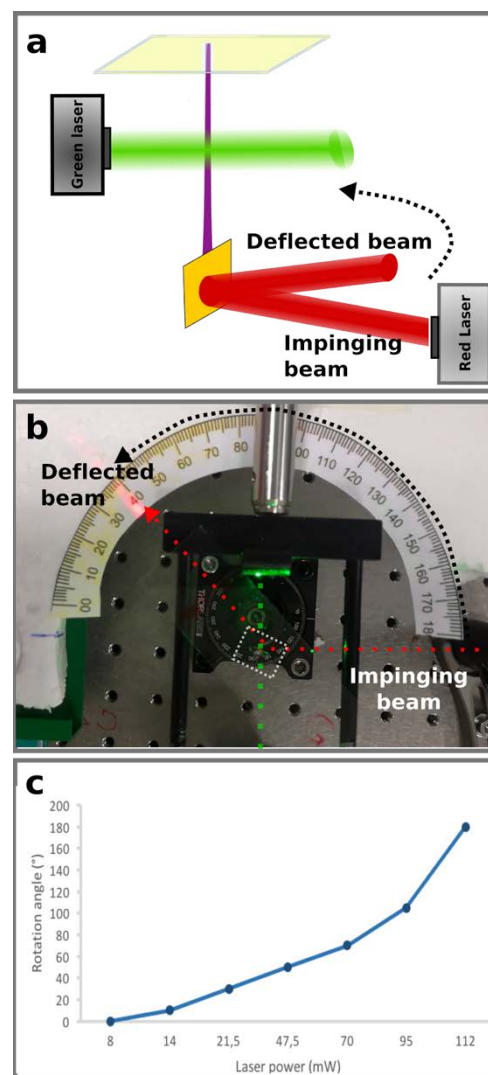 a
Green laser
Deflected beam
Impinging
beam
Red Laser
b
Deflected
beam
00 10 20 30 40 50 60 70 80
00 110 120 130 140 150 160 170 18
Impinging
beam
c
Rotation angle (°)
200
180
160
140
120
100
80
60
40
20
0
8 14 21,5 47,5 70 95 112
Laser power (mW)